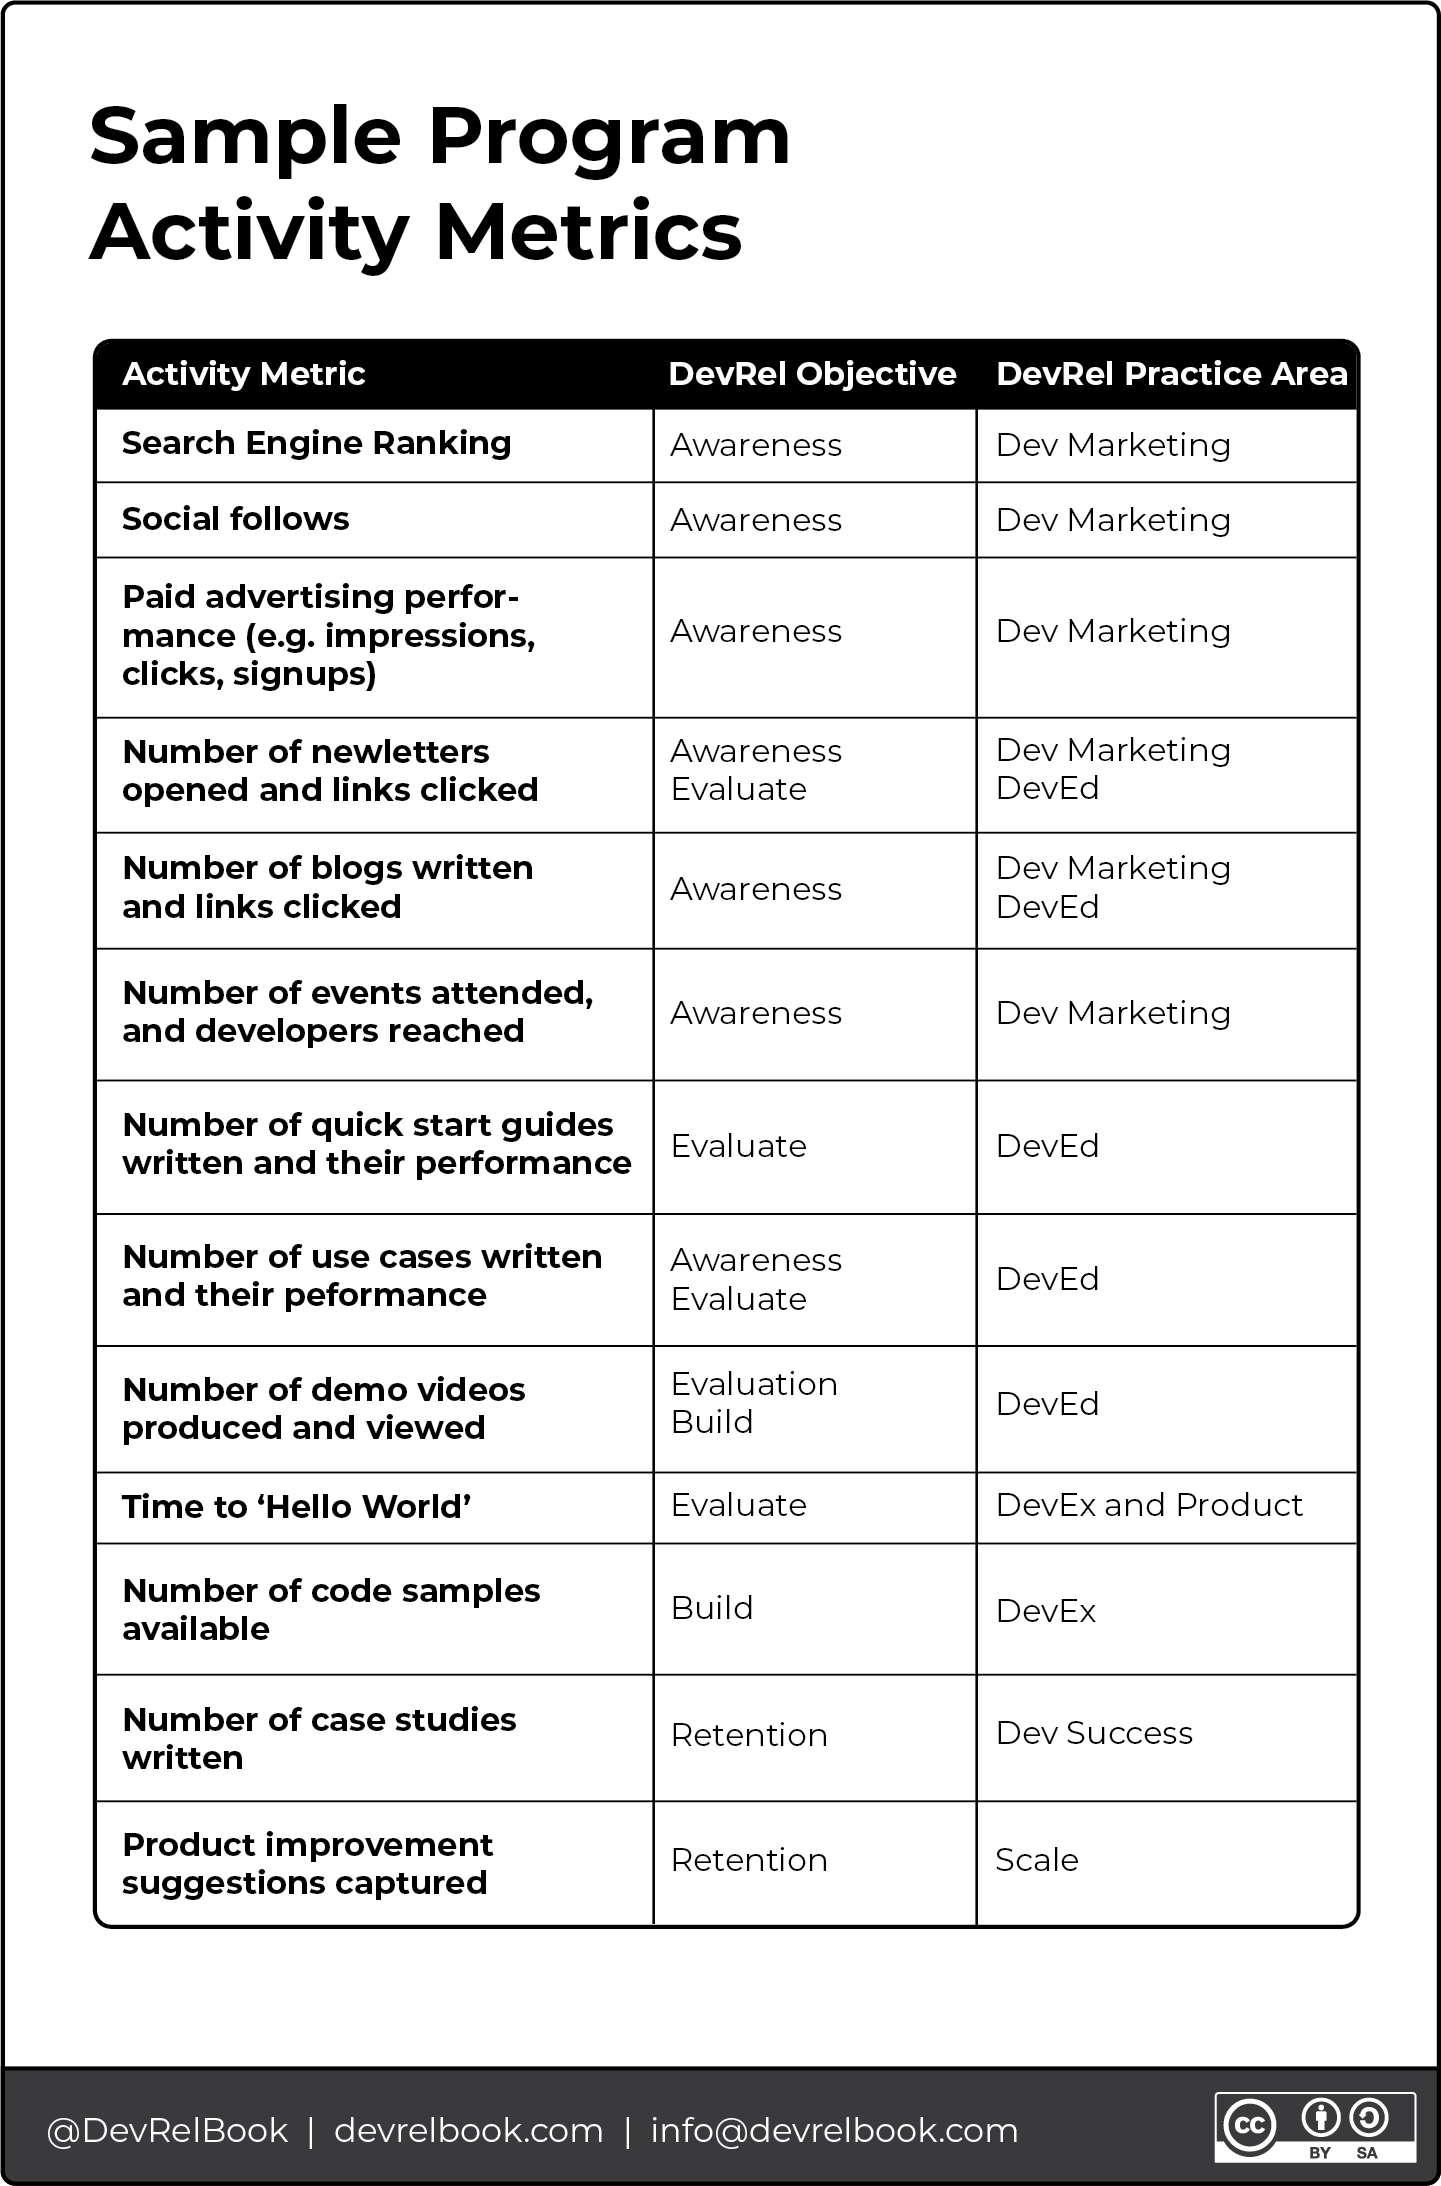 Sample Program
Activity Metrics
Activity Metric DevRel Objective DevRel Practice Area
Search Engine Ranking Awareness Dev Marketing
Social follows Awareness Dev Marketing
Paid advertising perfor-
mance (e.g. impressions,
clicks, signups)
Awareness
Dev Marketing
Number of newletters
opened and links clicked
Awareness
Evaluate
Dev Marketing
DevEd
Number of blogs written
and links clicked
Awareness
Dev Marketing
DevEd
Number of events attended,
and developers reached
Awareness
Dev Marketing
Number of quick start guides
written and their performance
Evaluate
DevEd
Number of use cases written
and their peformance
Awareness
Evaluate
DevEd
Number of demo videos
produced and viewed
Evaluation
Build
DevEd
Time to ‘Hello World’ Evaluate DevEx and Product
Number of code samples
available
Build
DevEx
Number of case studies
written
Retention
Dev Success
Product improvement
suggestions captured
Retention
Scale
@DevRelBook | devrelbook.com | info@devrelbook.com
cc
BY SA